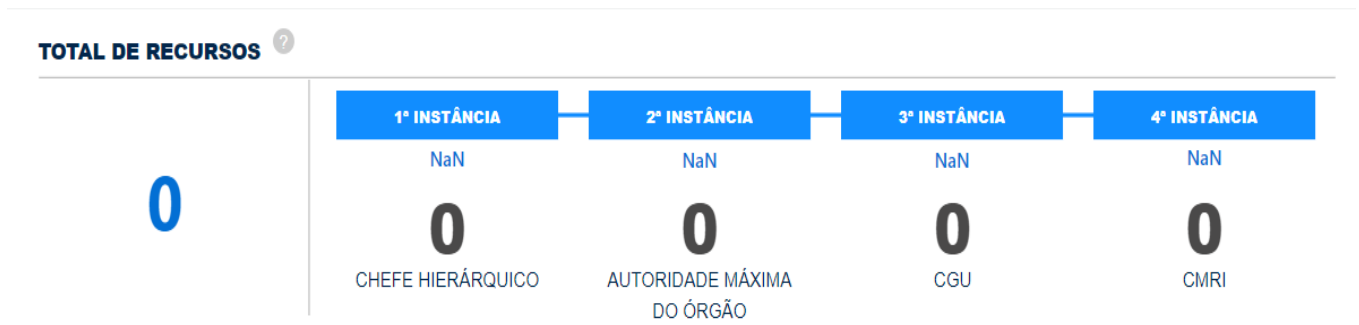 TOTAL DE RECURSOS ?
1ª INSTÂNCIA 2ª INSTÂNCIA 3ª INSTÂNCIA 4ª INSTÂNCIA
NaN NaN NaN NaN
0
0 0 0 0
CHEFE HIERÁRQUICO AUTORIDADE MÁXIMA CGU CMRI
DO ÓRGÃO